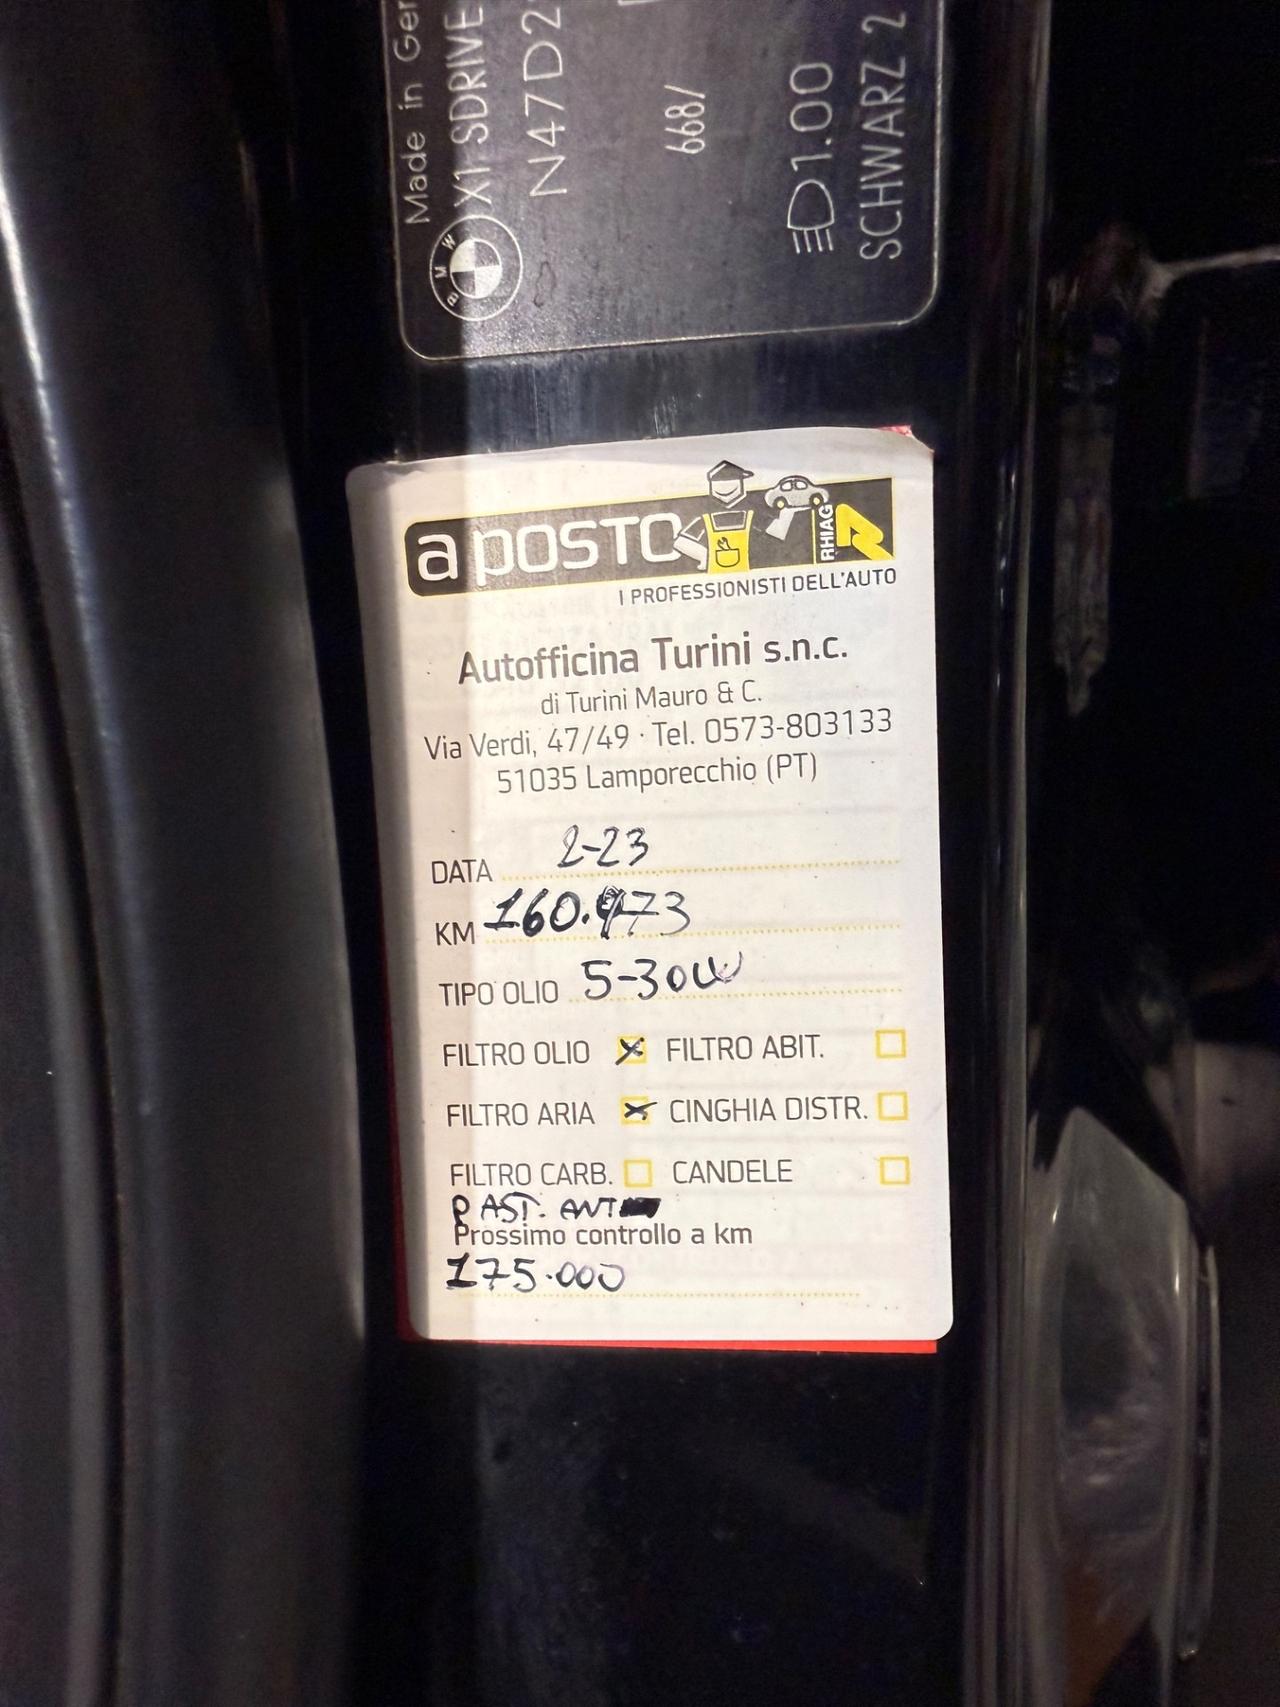 Made in Ger
BMW
X1 SDRIVE
N47D2
668/
1.00
SCHWARZ 2
a posto
RHIAG
I PROFESSIONISTI DELL'AUTO
Autofficina Turini s.n.c.
di Turini Mauro & C.
Via Verdi, 47/49 · Tel. 0573-803133
51035 Lamporecchio (PT)
DATA 2-23
KM 160.973
TIPO OLIO 5-30W
FILTRO OLIO X FILTRO ABIT.
FILTRO ARIA X CINGHIA DISTR.
FILTRO CARB. CANDELE
PAST. ANT
Prossimo controllo a km
175.000